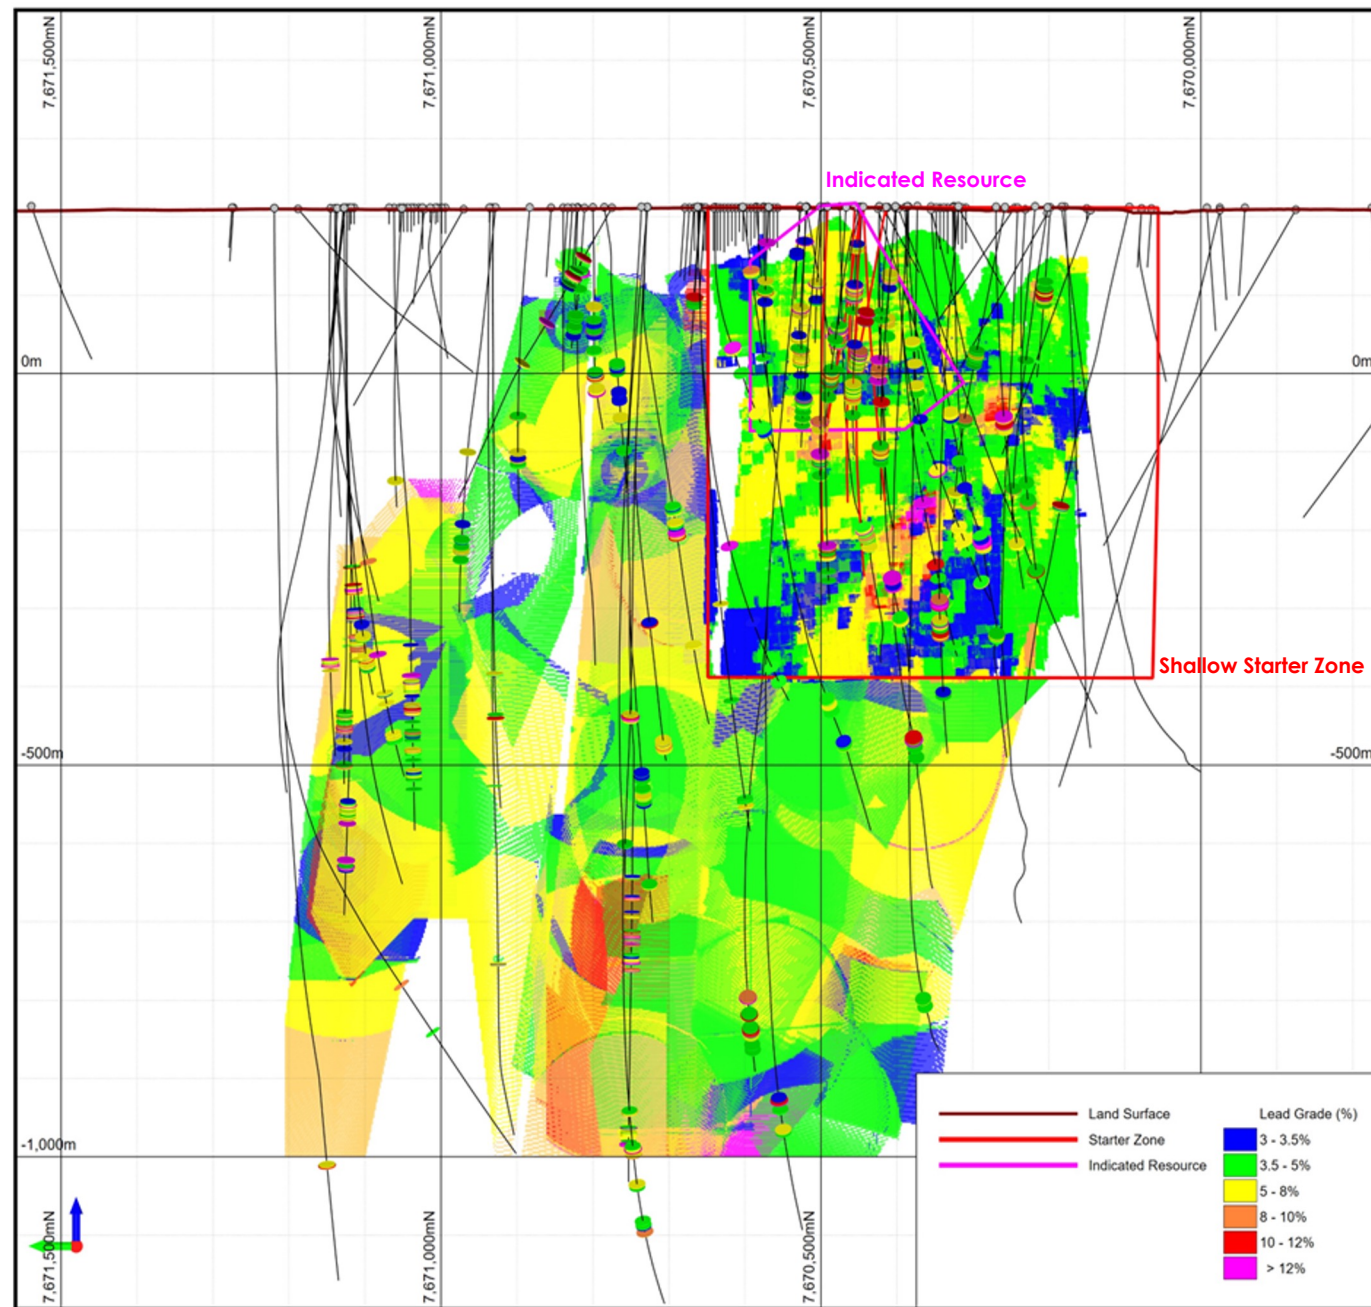 7,671,500mN
7,671,000mN
7,670,500mN
7,670,000mN
Indicated Resource
0m
0m
Shallow Starter Zone
-500m
-500m
-1,000m
Land Surface
Starter Zone
Indicated Resource
Lead Grade (%)
3 - 3.5%
3.5 - 5%
5 - 8%
8 - 10%
10 - 12%
> 12%
7,671,500mN
7,671,000mN
7,670,500mN